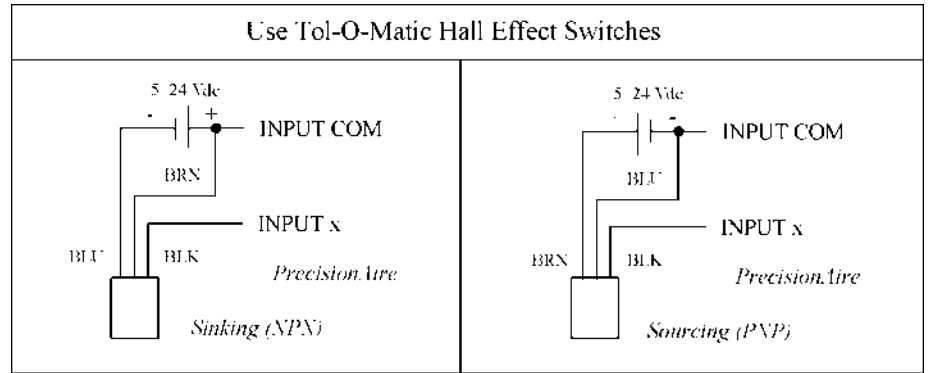 Use Tol-O-Matic Hall Effect Switches
5 24 Vdc
- +
INPUT COM
BRN
INPUT x
BLU
BLK
PrecisionAire
Sinking (NPN)
5 24 Vdc
-
INPUT COM
BLU
INPUT x
BRN
BLK
PrecisionAire
Sourcing (PNP)